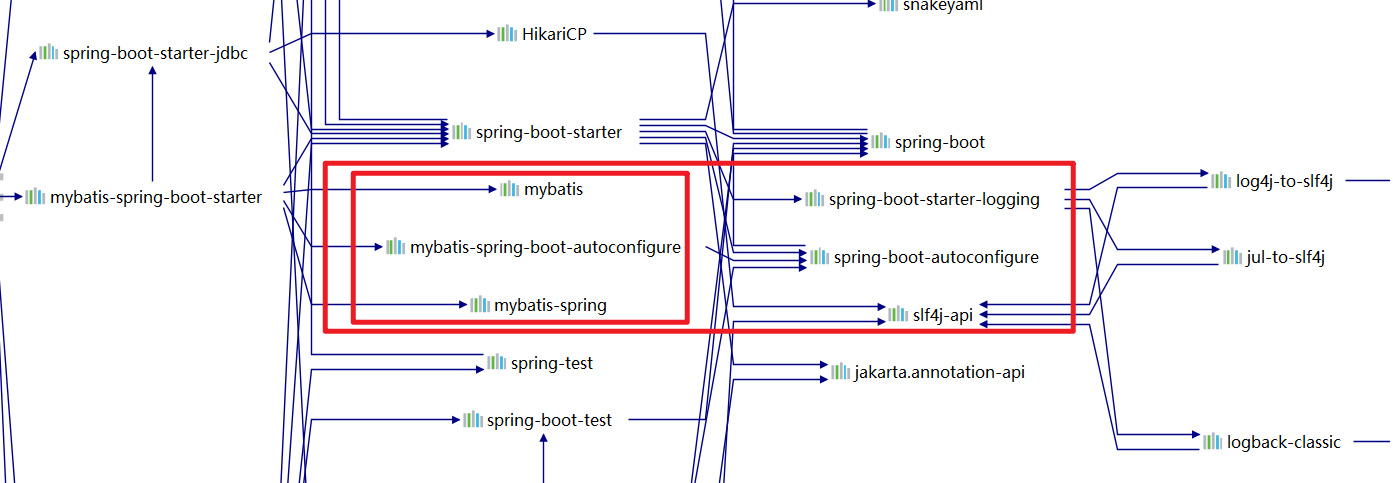 snakeyaml
HikariCP
spring-boot-starter-jdbc
spring-boot-starter
spring-boot
log4j-to-slf4j
mybatis
mybatis-spring-boot-starter
spring-boot-starter-logging
mybatis-spring-boot-autoconfigure
spring-boot-autoconfigure
jul-to-slf4j
mybatis-spring
slf4j-api
spring-test
jakarta.annotation-api
spring-boot-test
logback-classic